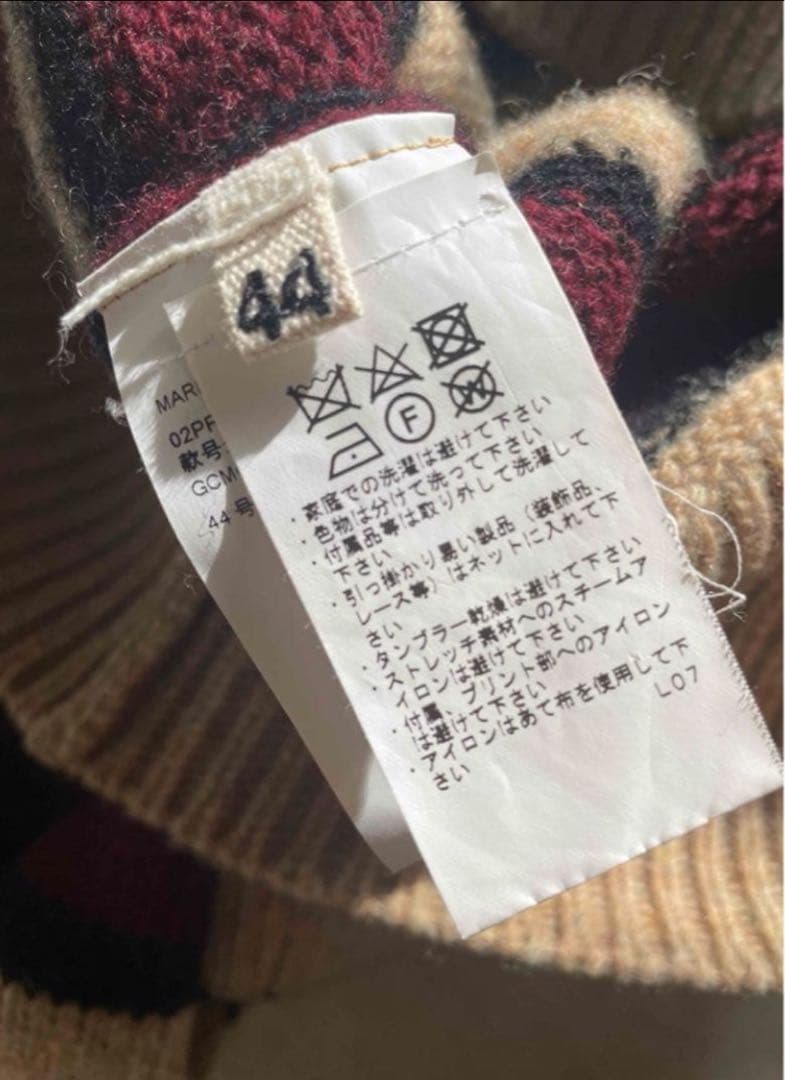 44
MAR
02PF
款号:
GCM
44 号
F
W
・家庭での洗濯は避けて下さい
・色物は分けて洗って下さい
・付属品等は取り外して洗濯して
下さい
・引っ掛かり易い製品（装飾品、
レース等）はネットに入れて下
さい
・タンブラー乾燥は避けて下さい
・ストレッチ素材へのスチームア
イロンは避けて下さい
・付属、プリント部へのアイロン
は避けて下さい
・アイロンはあて布を使用して下
さい
L07